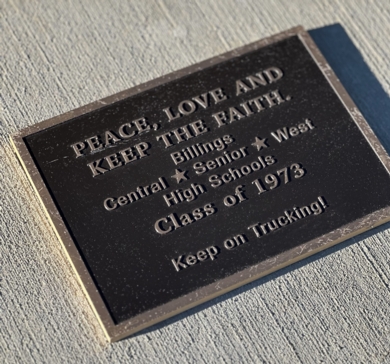 PEACE, LOVE AND
KEEP THE FAITH.
Billings
Central ★ Senior ★ West
High Schools
Class of 1973
Keep on Trucking!